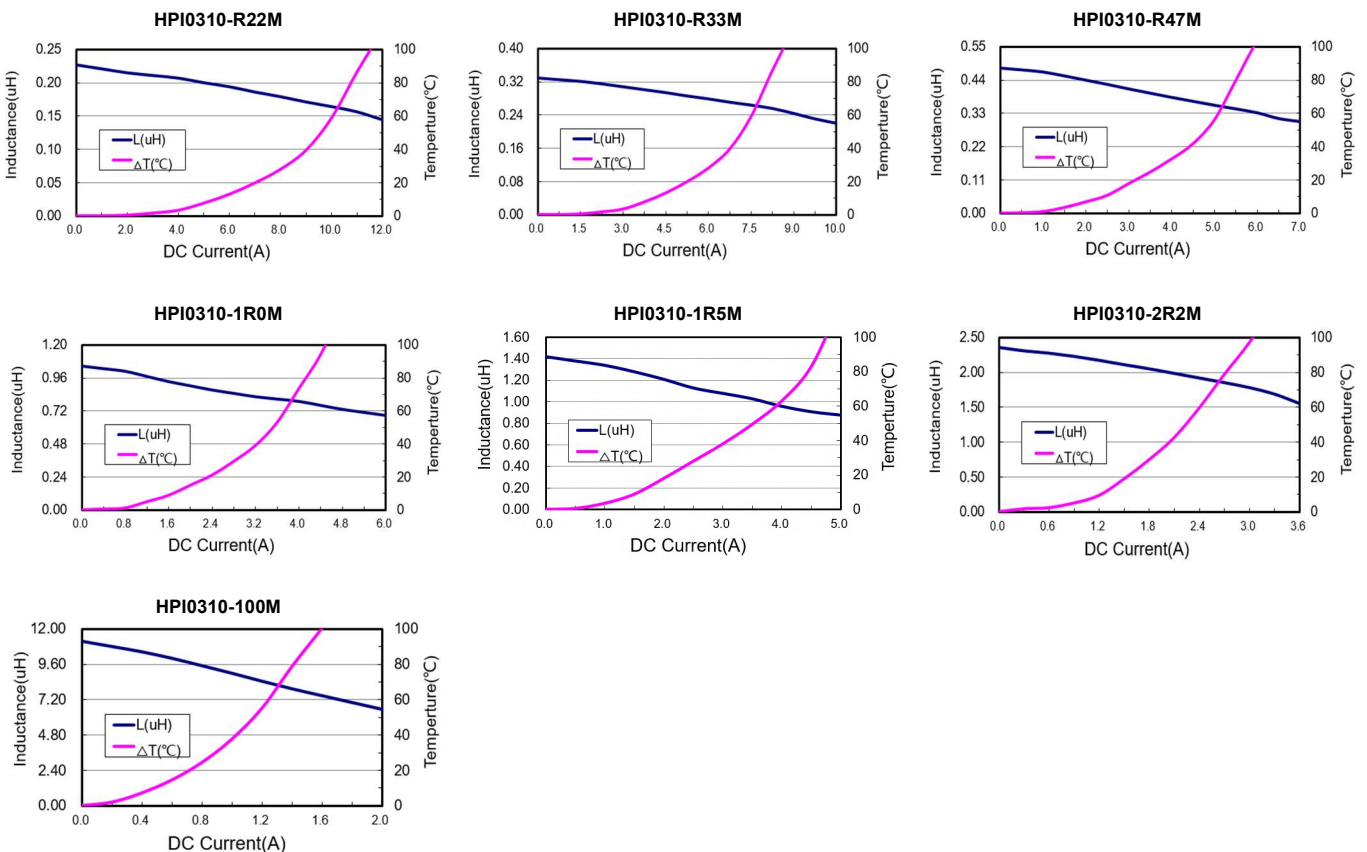 HPI0310-R22M
Inductance(uH)
0.25
0.20
0.15
0.10
0.05
0.00
L(uH)
△T(℃)
100
80
60
40
20
0
Temperture(℃)
0.0 2.0 4.0 6.0 8.0 10.0 12.0
DC Current(A)
HPI0310-R33M
Inductance(uH)
0.40
0.32
0.24
0.16
0.08
0.00
L(uH)
△T(℃)
100
80
60
40
20
0
Temperture(℃)
0.0 1.5 3.0 4.5 6.0 7.5 9.0 10.0
DC Current(A)
HPI0310-R47M
Inductance(uH)
0.55
0.44
0.33
0.22
0.11
0.00
L(uH)
△T(℃)
100
80
60
40
20
0
Temperture(℃)
0.0 1.0 2.0 3.0 4.0 5.0 6.0 7.0
DC Current(A)
HPI0310-1R0M
Inductance(uH)
1.20
0.96
0.72
0.48
0.24
0.00
L(uH)
△T(℃)
100
80
60
40
20
0
Temperture(℃)
0.0 0.8 1.6 2.4 3.2 4.0 4.8 6.0
DC Current(A)
HPI0310-1R5M
Inductance(uH)
1.60
1.40
1.20
1.00
0.80
0.60
0.40
0.20
0.00
L(uH)
△T(℃)
100
80
60
40
20
0
Temperture(℃)
0.0 1.0 2.0 3.0 4.0 5.0
DC Current(A)
HPI0310-2R2M
Inductance(uH)
2.50
2.00
1.50
1.00
0.50
0.00
L(uH)
△T(℃)
100
80
60
40
20
0
Temperture(℃)
0.0 0.6 1.2 1.8 2.4 3.0 3.6
DC Current(A)
HPI0310-100M
Inductance(uH)
12.00
9.60
7.20
4.80
2.40
0.00
L(uH)
△T(℃)
100
80
60
40
20
0
Temperture(℃)
0.0 0.4 0.8 1.2 1.6 2.0
DC Current(A)